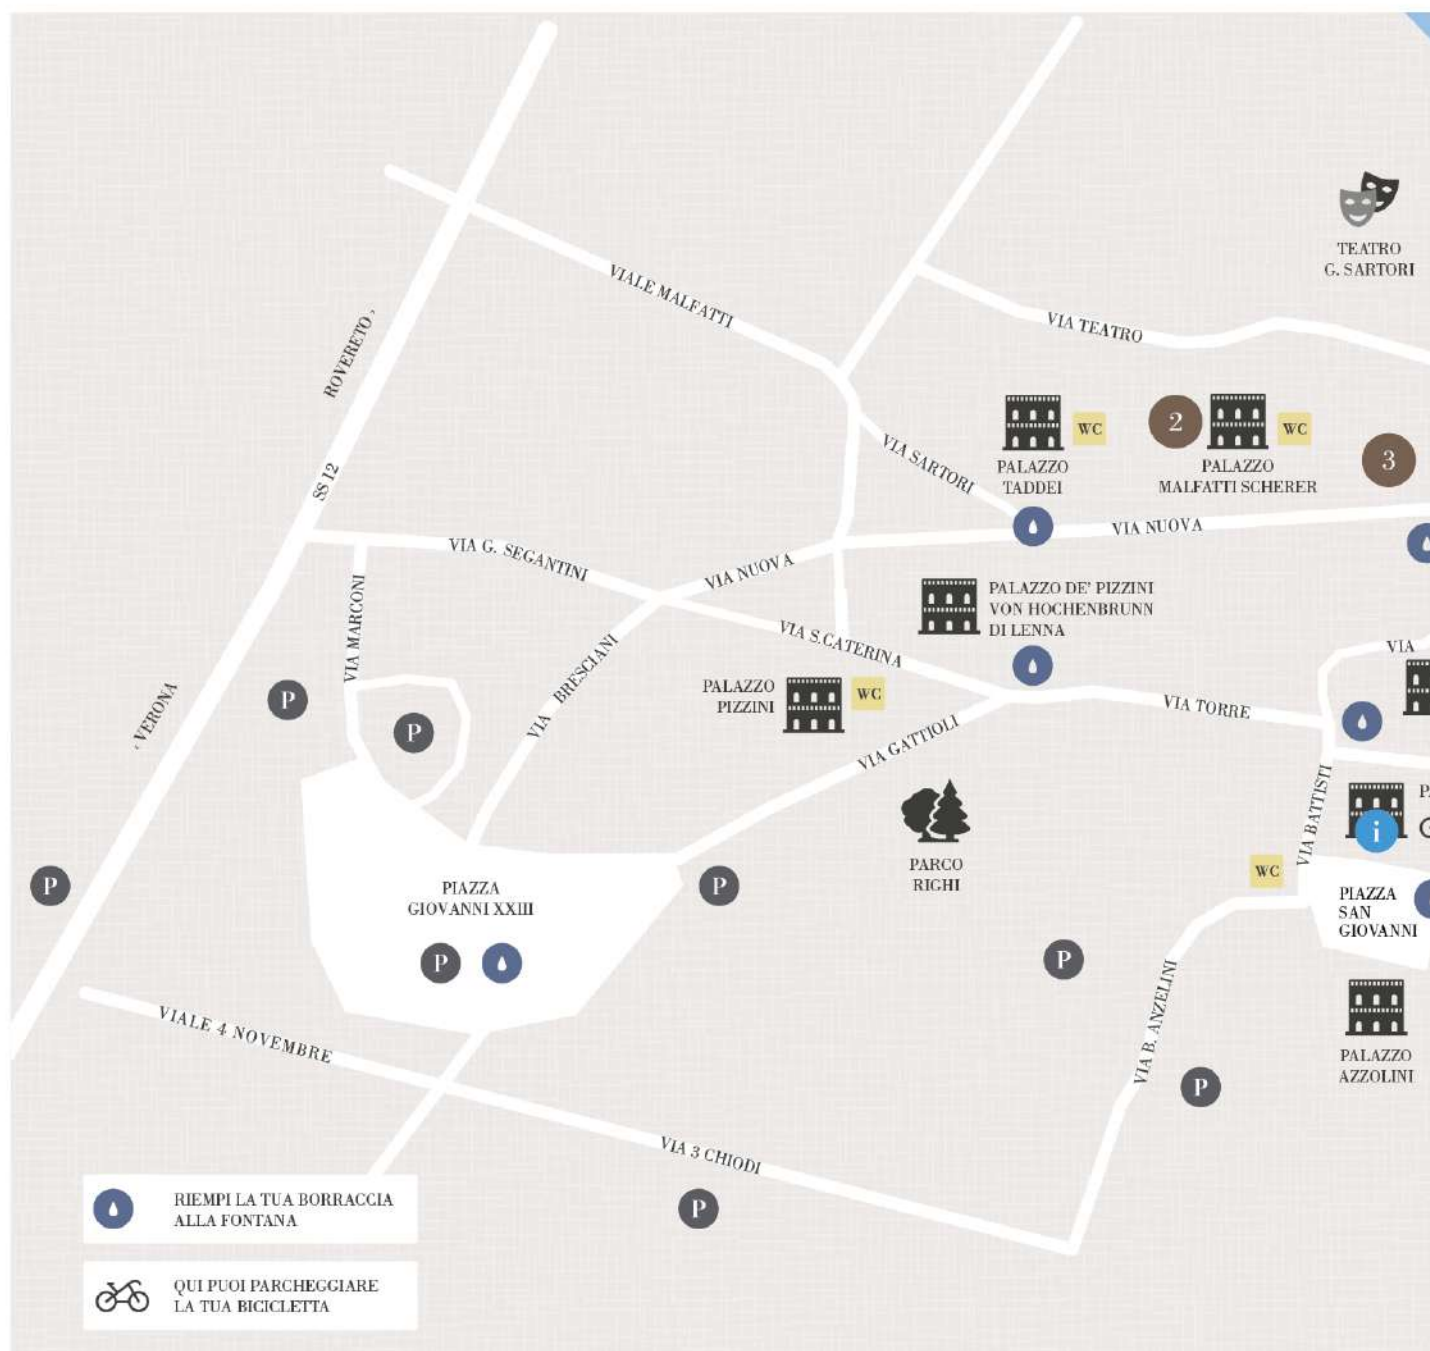 TEATRO
G. SARTORI
VIALE MALFATTI
VIA TEATRO
ROVERETO
SS 12
VIA SARTORI
PALAZZO
TADDEI
WC
2
PALAZZO
MALFATTI SCHERER
WC
3
VIA G. SEGANTINI
VIA NUOVA
VIA NUOVA
VIA MARCONI
PALAZZO DE' PIZZINI
VON HOCHENBRUNN
DI LENNA
VIA S.CATERINA
VIA
VIA BRESCIANI
PALAZZO
PIZZINI
WC
VERONA
P
P
VIA GATTIOLI
VIA TORRE
VIA BATTISTI
i
PARCO
RIGHI
WC
P
P
PIAZZA
GIOVANNI XXIII
P
PIAZZA
SAN
GIOVANNI
P
VIA B. ANZELINI
VIALE 4 NOVEMBRE
PALAZZO
AZZOLINI
P
VIA 3 CHIODI
P
RIEMPI LA TUA BORRACCIA
ALLA FONTANA
QUI PUOI PARCHEGGIARE
LA TUA BICICLETTA